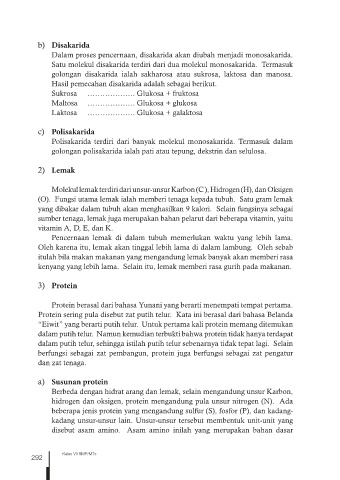 b) Disakarida
Dalam proses pencernaan, disakarida akan diubah menjadi monosakarida.
Satu molekul disakarida terdiri dari dua molekul monosakarida. Termasuk
golongan disakarida ialah sakharosa atau sukrosa, laktosa dan manosa.
Hasil pemecahan disakarida adalah sebagai berikut.
Sukrosa ................... Glukosa + fruktosa
Maltosa ................... Glukosa + glukosa
Laktosa ................... Glukosa + galaktosa
c) Polisakarida
Polisakarida terdiri dari banyak molekul monosakarida. Termasuk dalam
golongan polisakarida ialah pati atau tepung, dekstrin dan selulosa.
2) Lemak
Molekul lemak terdiri dari unsur-unsur Karbon (C), Hidrogen (H), dan Oksigen
(O). Fungsi utama lemak ialah memberi tenaga kepada tubuh. Satu gram lemak
yang dibakar dalam tubuh akan menghasilkan 9 kalori. Selain fungsinya sebagai
sumber tenaga, lemak juga merupakan bahan pelarut dari beberapa vitamin, yaitu
vitamin A, D, E, dan K.
Pencernaan lemak di dalam tubuh memerlukan waktu yang lebih lama.
Oleh karena itu, lemak akan tinggal lebih lama di dalam lambung. Oleh sebab
itulah bila makan makanan yang mengandung lemak banyak akan memberi rasa
kenyang yang lebih lama. Selain itu, lemak memberi rasa gurih pada makanan.
3) Protein
Protein berasal dari bahasa Yunani yang berarti menempati tempat pertama.
Protein sering pula disebut zat putih telur. Kata ini berasal dari bahasa Belanda
“Eiwit” yang berarti putih telur. Untuk pertama kali protein memang ditemukan
dalam putih telur. Namun kemudian terbukti bahwa protein tidak hanya terdapat
dalam putih telur, sehingga istilah putih telur sebenarnya tidak tepat lagi. Selain
berfungsi sebagai zat pembangun, protein juga berfungsi sebagai zat pengatur
dan zat tenaga.
a) Susunan protein
Berbeda dengan hidrat arang dan lemak, selain mengandung unsur Karbon,
hidrogen dan oksigen, protein mengandung pula unsur nitrogen (N). Ada
beberapa jenis protein yang mengandung sulfur (S), fosfor (P), dan kadang-
kadang unsur-unsur lain. Unsur-unsur tersebut membentuk unit-unit yang
disebut asam amino. Asam amino inilah yang merupakan bahan dasar
292 Kelas VII SMP/MTs